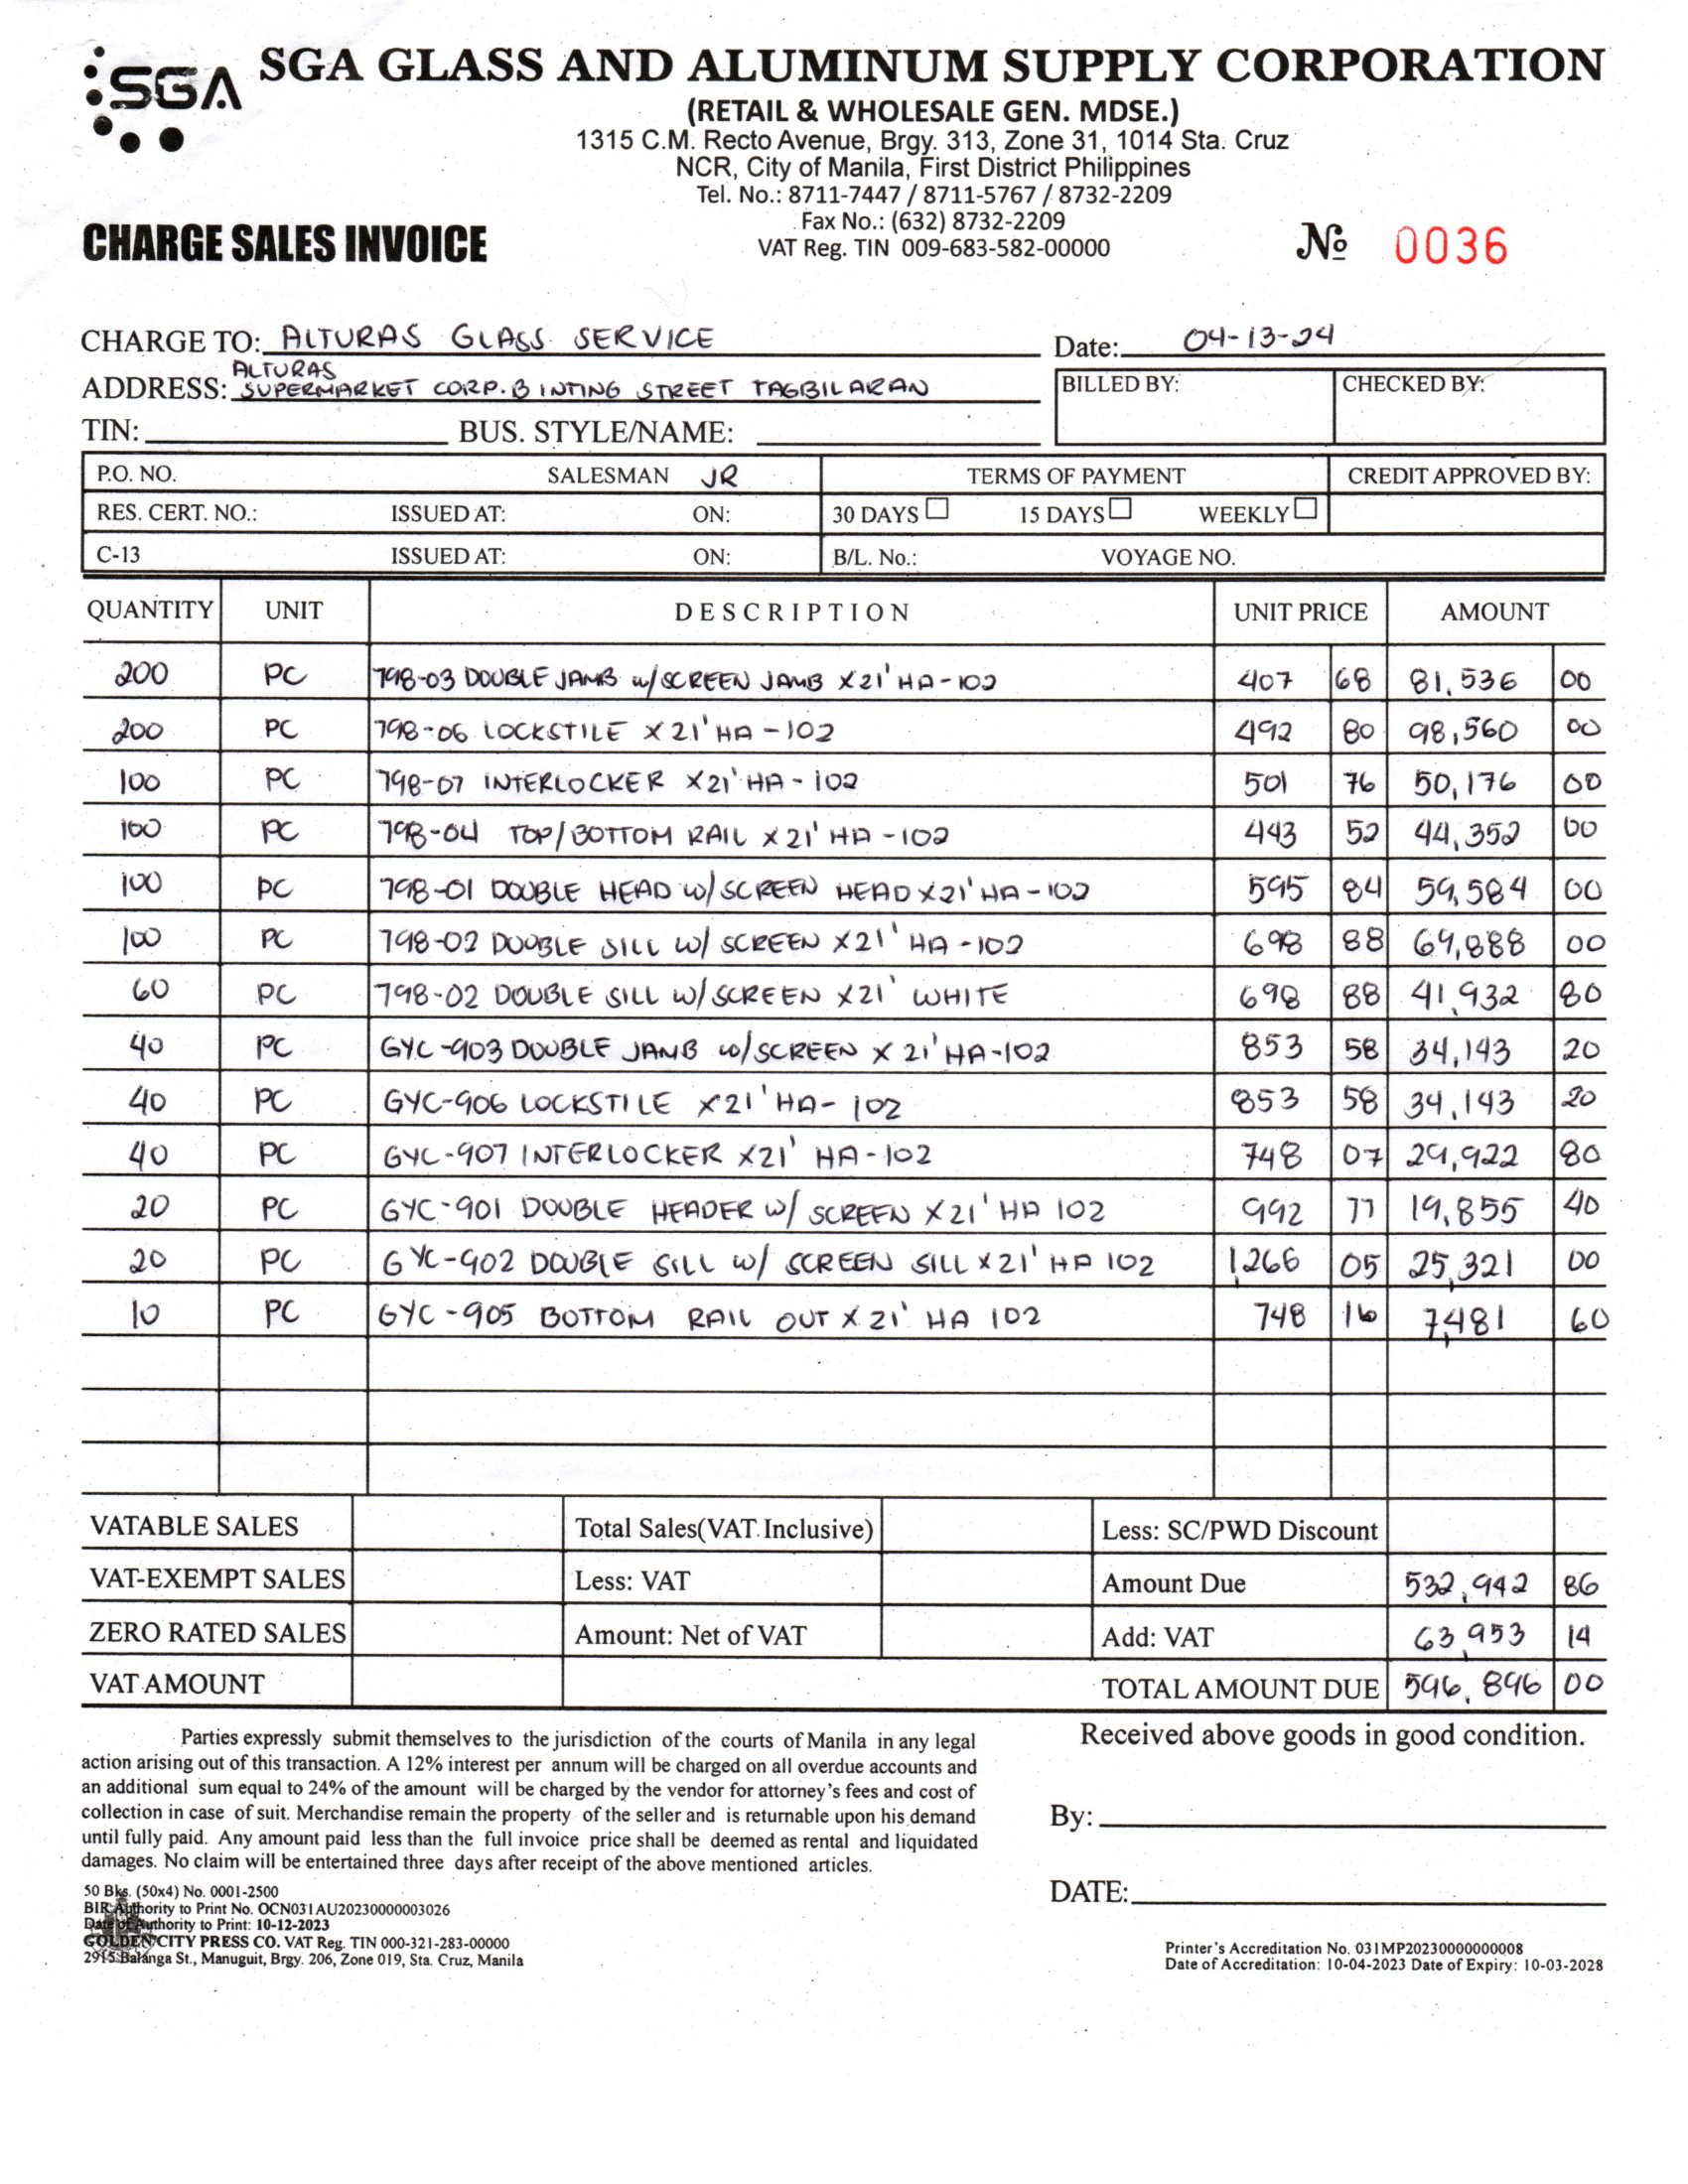 SGA SGA GLASS AND ALUMINUM SUPPLY CORPORATION
(RETAIL & WHOLESALE GEN. MDSE.)
1315 C.M. Recto Avenue, Brgy. 313, Zone 31, 1014 Sta. Cruz
NCR, City of Manila, First District Philippines
Tel. No.: 8711-7447 / 8711-5767 / 8732-2209
Fax No.: (632) 8732-2209
VAT Reg. TIN 009-683-582-00000
CHARGE SALES INVOICE № 0036
CHARGE TO: ALTURAS GLASS SERVICE Date: 04-13-24
ALTURAS
ADDRESS: SUPERMARKET CORP. B INTING STREET TAGBILARAN BILLED BY: CHECKED BY:
TIN: BUS. STYLE/NAME:
P.O. NO. SALESMAN JR TERMS OF PAYMENT CREDIT APPROVED BY:
RES. CERT. NO.: ISSUED AT: ON: 30 DAYS 15 DAYS WEEKLY
C-13 ISSUED AT: ON: B/L. No.: VOYAGE NO.
QUANTITY UNIT DESCRIPTION UNIT PRICE AMOUNT
200 PC 798-03 DOUBLE JAMB w/SCREEN JAMB X 21' HA-102 407 68 81,536 00
200 PC 798-06 LOCKSTILE X 21' HA-102 492 80 98,560 00
100 PC 798-07 INTERLOCKER X21' HA-102 501 76 50,176 00
100 PC 798-04 TOP/BOTTOM RAIL X 21' HA-102 443 52 44,352 00
100 PC 798-01 DOUBLE HEAD W/SCREEN HEAD X21' HA-102 595 84 59,584 00
100 PC 798-02 DOUBLE SILL W/ SCREEN X21' HA-102 698 88 69,888 00
60 PC 798-02 DOUBLE SILL W/SCREEN X21' WHITE 698 88 41,932 80
40 PC GYC-903 DOUBLE JAMB W/SCREEN X 21' HA-102 853 58 34,143 20
40 PC GYC-906 LOCKSTILE X21' HA-102 853 58 34,143 20
40 PC GYC-907 INTERLOCKER X21' HA-102 748 07 29,922 80
20 PC GYC-901 DOUBLE HEADER W/ SCREEN X21' HA 102 992 77 19,855 40
20 PC GYC-902 DOUBLE SILL W/ SCREEN SILL X21' HA 102 1,266 05 25,321 00
10 PC GYC-905 BOTTOM RAIL OUT X 21' HA 102 748 16 7,481 60
VATABLE SALES Total Sales(VAT Inclusive) Less: SC/PWD Discount
VAT-EXEMPT SALES Less: VAT Amount Due 532,942 86
ZERO RATED SALES Amount: Net of VAT Add: VAT 63,953 14
VAT AMOUNT TOTAL AMOUNT DUE 596,896 00
Parties expressly submit themselves to the jurisdiction of the courts of Manila in any legal
action arising out of this transaction. A 12% interest per annum will be charged on all overdue accounts and
an additional sum equal to 24% of the amount will be charged by the vendor for attorney's fees and cost of
collection in case of suit. Merchandise remain the property of the seller and is returnable upon his demand
until fully paid. Any amount paid less than the full invoice price shall be deemed as rental and liquidated
damages. No claim will be entertained three days after receipt of the above mentioned articles.
Received above goods in good condition.
By:
DATE:
50 Bks. (50x4) No. 0001-2500
BIR Authority to Print No. OCN031AU20230000003026
Date of Authority to Print: 10-12-2023
GOLDEN CITY PRESS CO. VAT Reg. TIN 000-321-283-00000
2915 Balanga St., Manuguit, Brgy. 206, Zone 019, Sta. Cruz, Manila
Printer's Accreditation No. 031MP20230000000008
Date of Accreditation: 10-04-2023 Date of Expiry: 10-03-2028